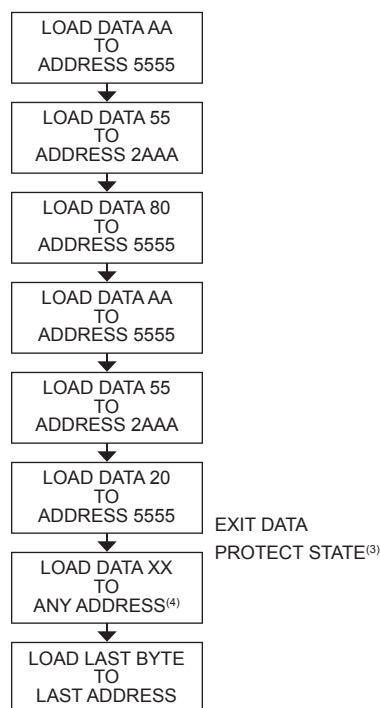 LOAD DATA AA
TO
ADDRESS 5555
LOAD DATA 55
TO
ADDRESS 2AAA
LOAD DATA 80
TO
ADDRESS 5555
LOAD DATA AA
TO
ADDRESS 5555
LOAD DATA 55
TO
ADDRESS 2AAA
LOAD DATA 20
TO
ADDRESS 5555
EXIT DATA
PROTECT STATE(3)
LOAD DATA XX
TO
ANY ADDRESS(4)
LOAD LAST BYTE
TO
LAST ADDRESS